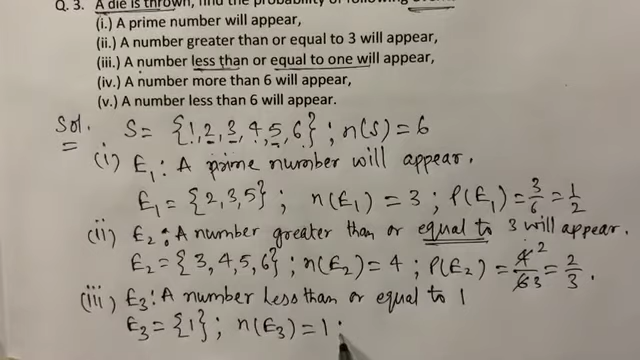 Q. 3. A die is thrown, find the probability of following
(i.) A prime number will appear,
(ii.) A number greater than or equal to 3 will appear,
(iii.) A number less than or equal to one will appear,
(iv.) A number more than 6 will appear,
(v.) A number less than 6 will appear.
Sol. S = {1,2,3,4,5,6} ; n(S) = 6
(i) E₁ : A prime number will appear.
E₁ = {2,3,5} ; n(E₁) = 3 ; P(E₁) = 3/6 = 1/2
(ii) E₂ : A number greater than or equal to 3 will appear.
E₂ = {3,4,5,6} ; n(E₂) = 4 ; P(E₂) = 4 2/6 3 = 2/3 .
(iii) E₃ : A number less than or equal to 1
E₃ = {1} ; n(E₃) = 1 ;